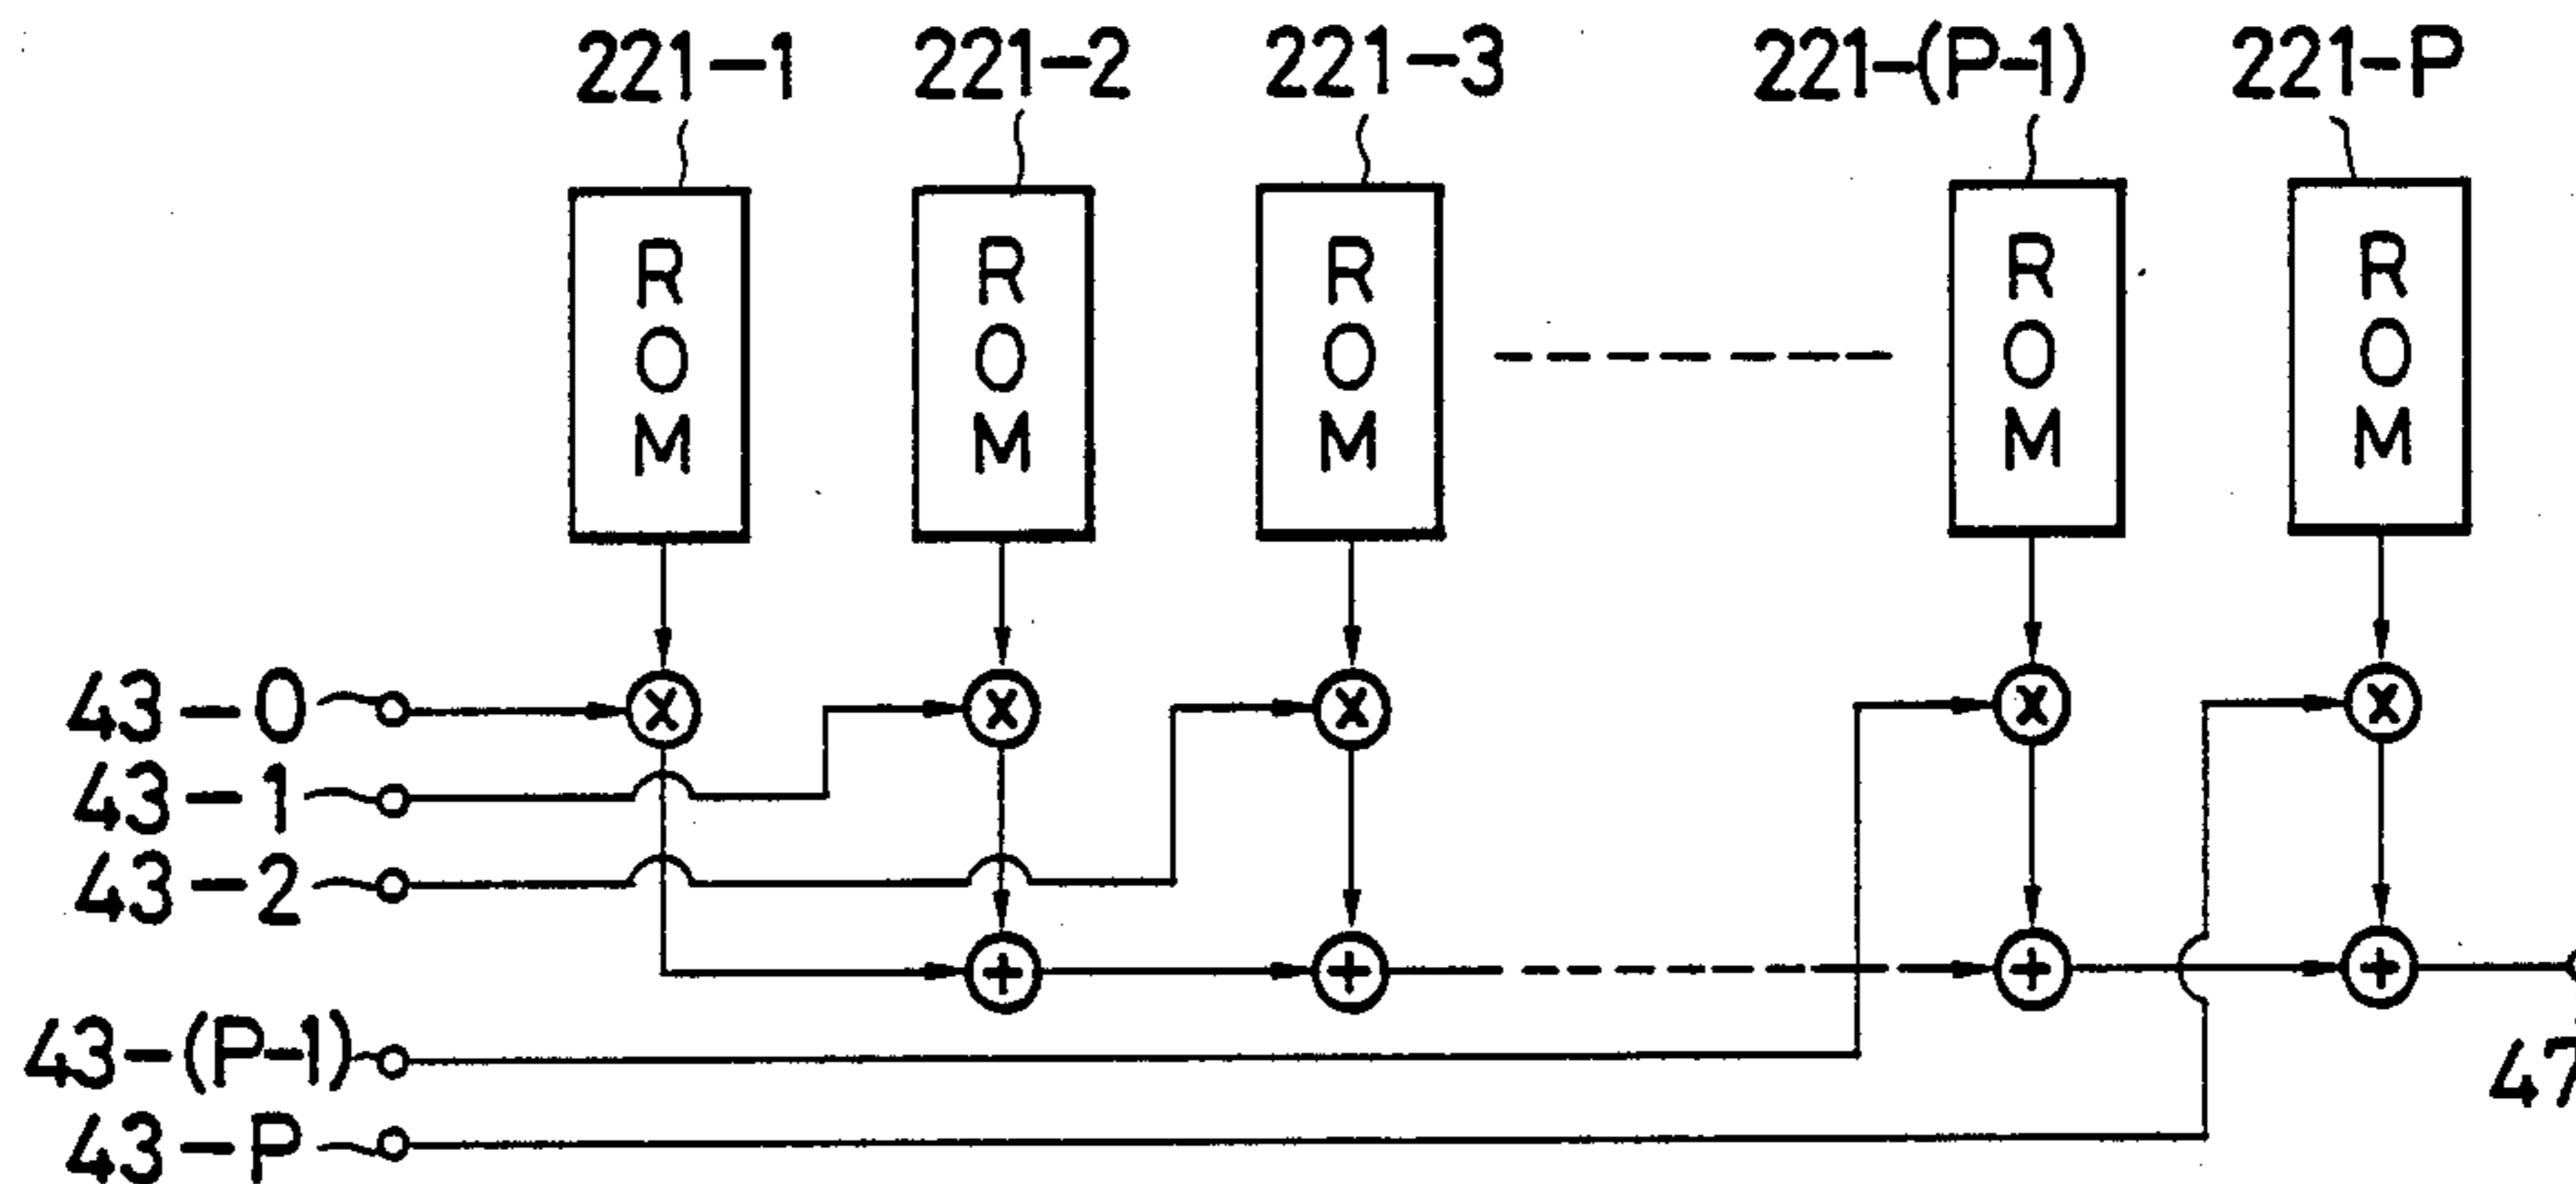 221-1 221-2 221-3 221-(P-1) 221-P
ROM ROM ROM ROM ROM
43-0 × × × × ×
43-1
43-2
+ + + +
43-(P-1)
47
43-P